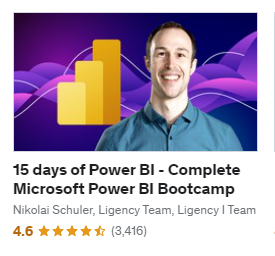 15 days of Power BI - Complete
Microsoft Power BI Bootcamp
Nikolai Schuler, Ligency Team, Ligency I Team
4.6 (3,416)